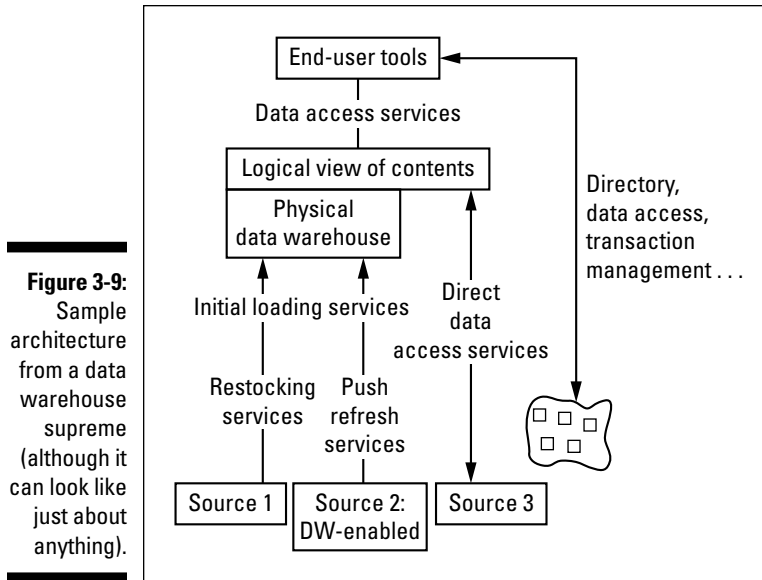 End-user tools
Data access services
Logical view of contents
Physical
data warehouse
Directory,
data access,
transaction
management . . .
Initial loading services
Direct
data
access services
Restocking
services
Push
refresh
services
Source 1
Source 2:
DW-enabled
Source 3
Figure 3-9:
Sample
architecture
from a data
warehouse
supreme
(although it
can look like
just about
anything).